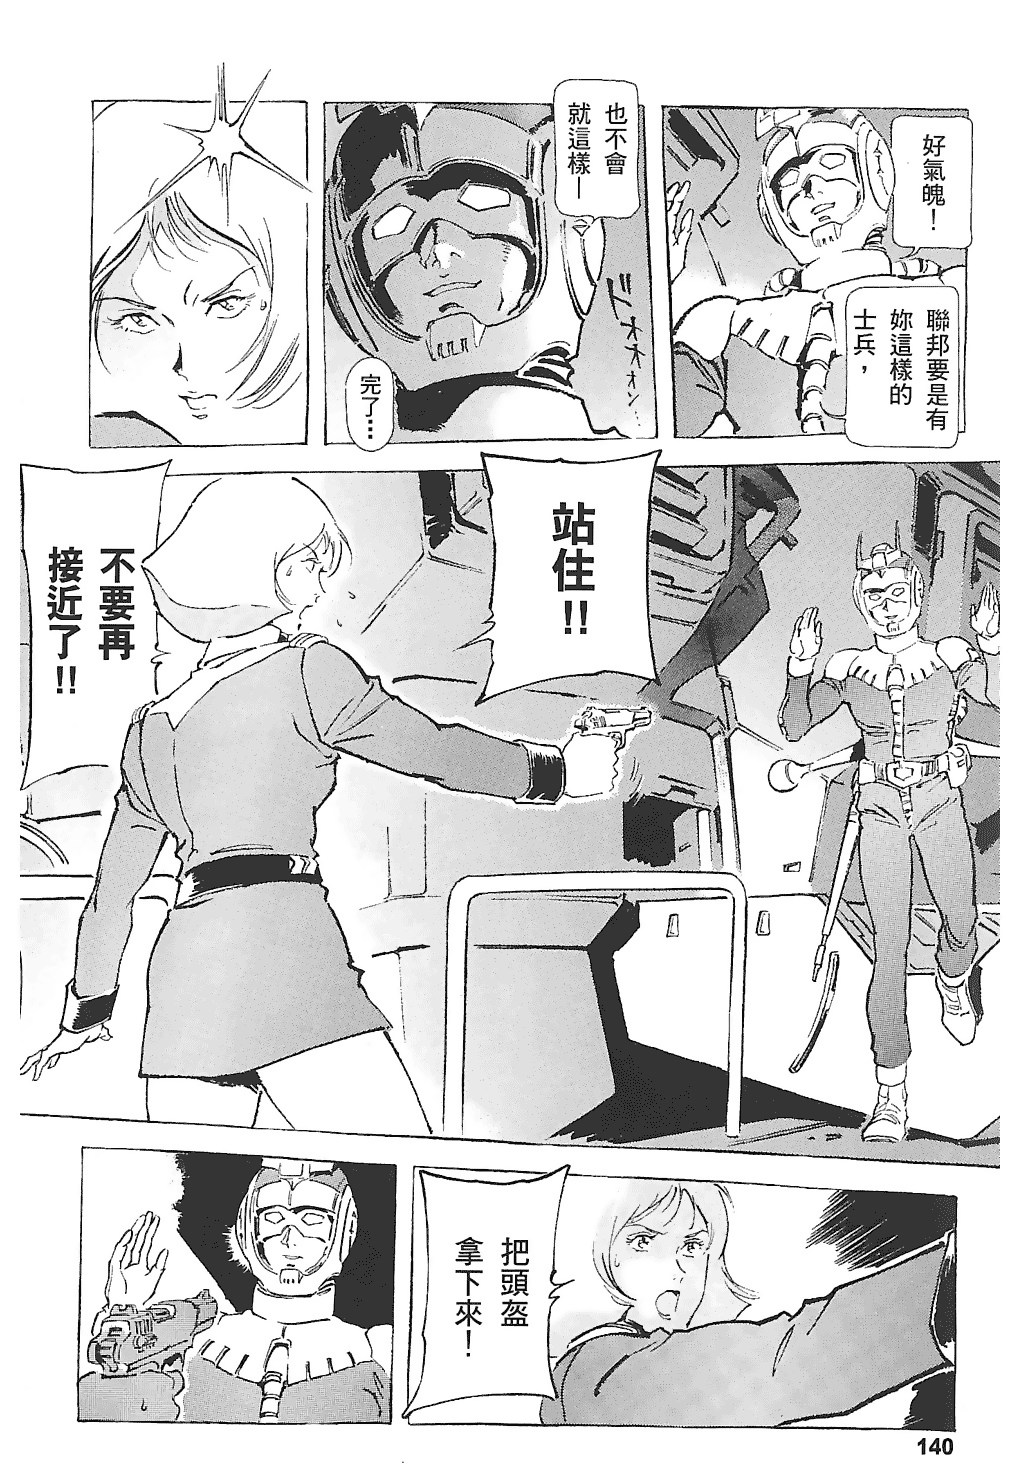 好氣魄！
聯邦要是有
妳這樣的
士兵，
也不會
就這樣—
完了…
ドオオオン…
站住!!
不要再
接近了!!
把頭盔
拿下來！
140